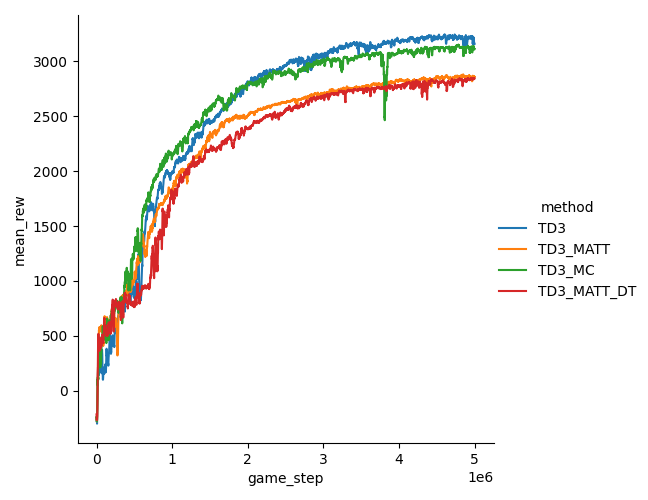 3000
2500
2000
1500
1000
500
0
mean_rew
0
1
2
3
4
5
1e6
game_step
method
TD3
TD3_MATT
TD3_MC
TD3_MATT_DT